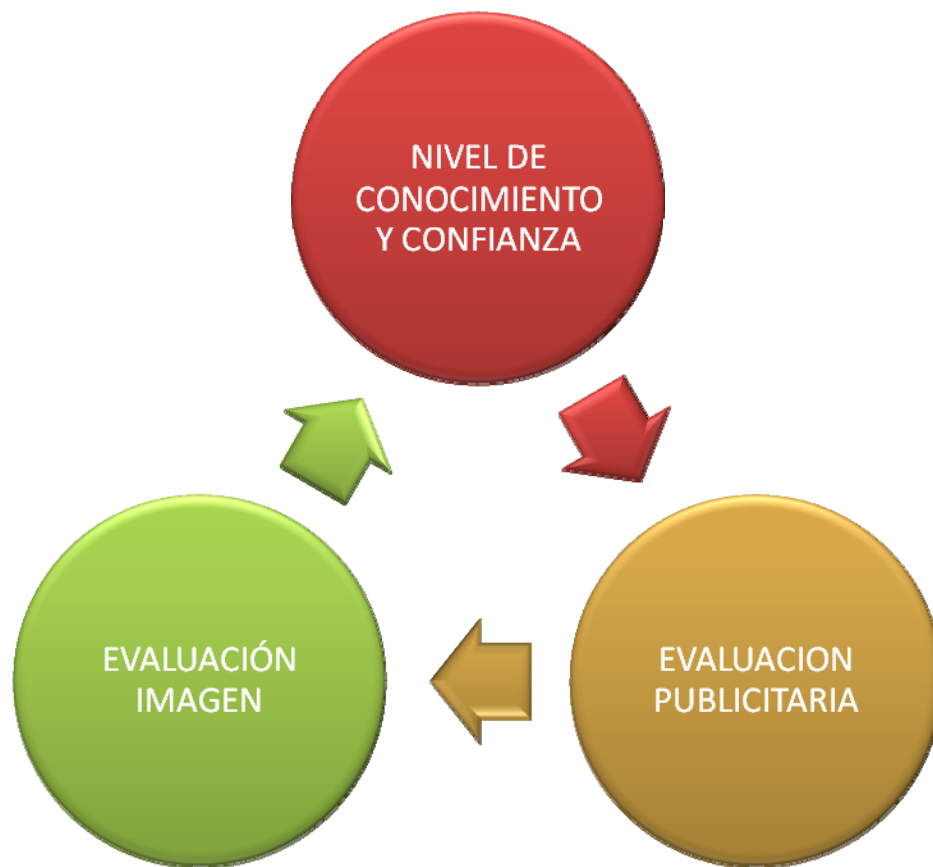 NIVEL DE
CONOCIMIENTO
Y CONFIANZA
EVALUACIÓN
IMAGEN
EVALUACION
PUBLICITARIA